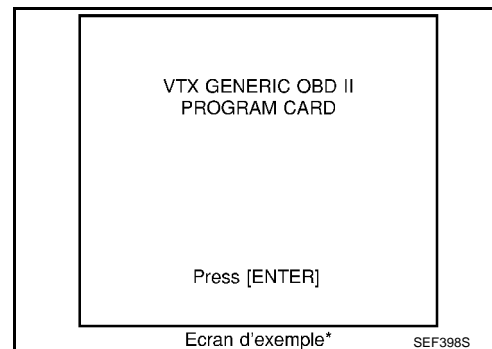 VTX GENERIC OBD II
PROGRAM CARD
Press [ENTER]
Ecran d'exemple*
SEF398S